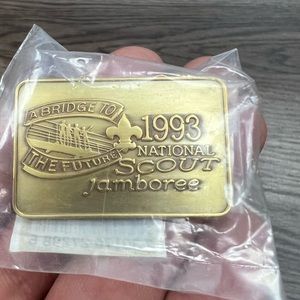 A BRIDGE TO
THE FUTURE
1993
NATIONAL
SCOUT
jamboree